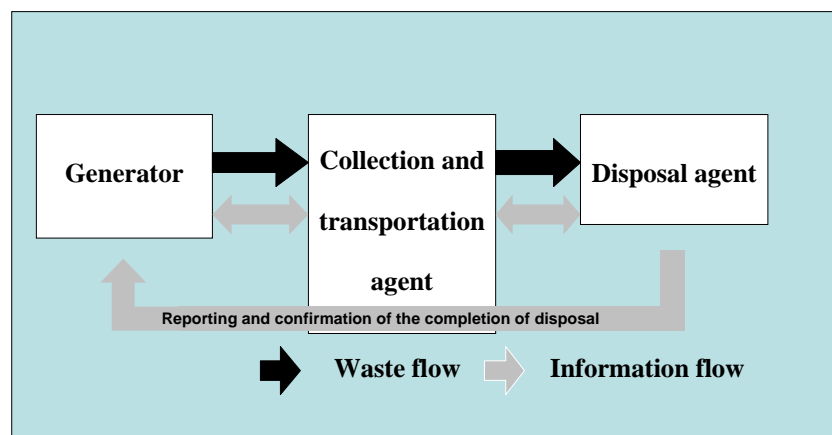 Generator
Collection and
transportation
agent
Disposal agent
Reporting and confirmation of the completion of disposal
Waste flow
Information flow